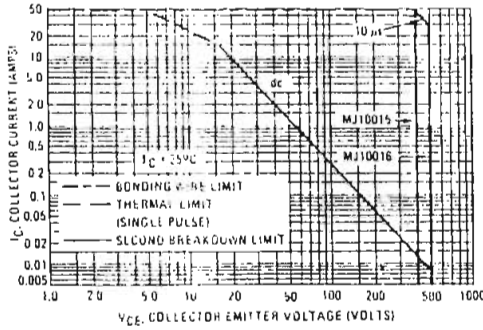 50
20
10
5.0
2.0
1.0
0.5
0.2
0.1
0.05
0.02
0.01
0.005
IC, COLLECTOR CURRENT (AMPS)
10 µs
dc
MJ10015
MJ10016
TC = 25°C
BONDING WIRE LIMIT
THERMAL LIMIT
(SINGLE PULSE)
SECOND BREAKDOWN LIMIT
1.0 2.0 5.0 10 20 50 100 200 500 1000
VCE, COLLECTOR EMITTER VOLTAGE (VOLTS)